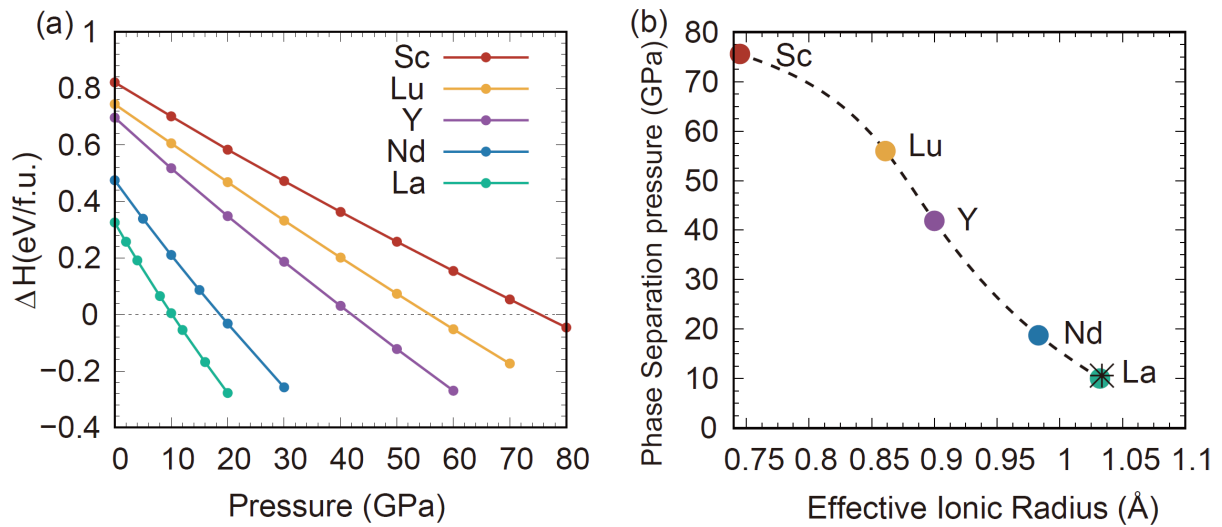 (a)
1
0.8
0.6
0.4
0.2
0
−0.2
−0.4
ΔH(eV/f.u.)
Sc
Lu
Y
Nd
La
0 10 20 30 40 50 60 70 80
Pressure (GPa)
(b)
80
70
60
50
40
30
20
10
0
Phase Separation pressure (GPa)
Sc
Lu
Y
Nd
La
0.75 0.8 0.85 0.9 0.95 1 1.05 1.1
Effective Ionic Radius (Å)